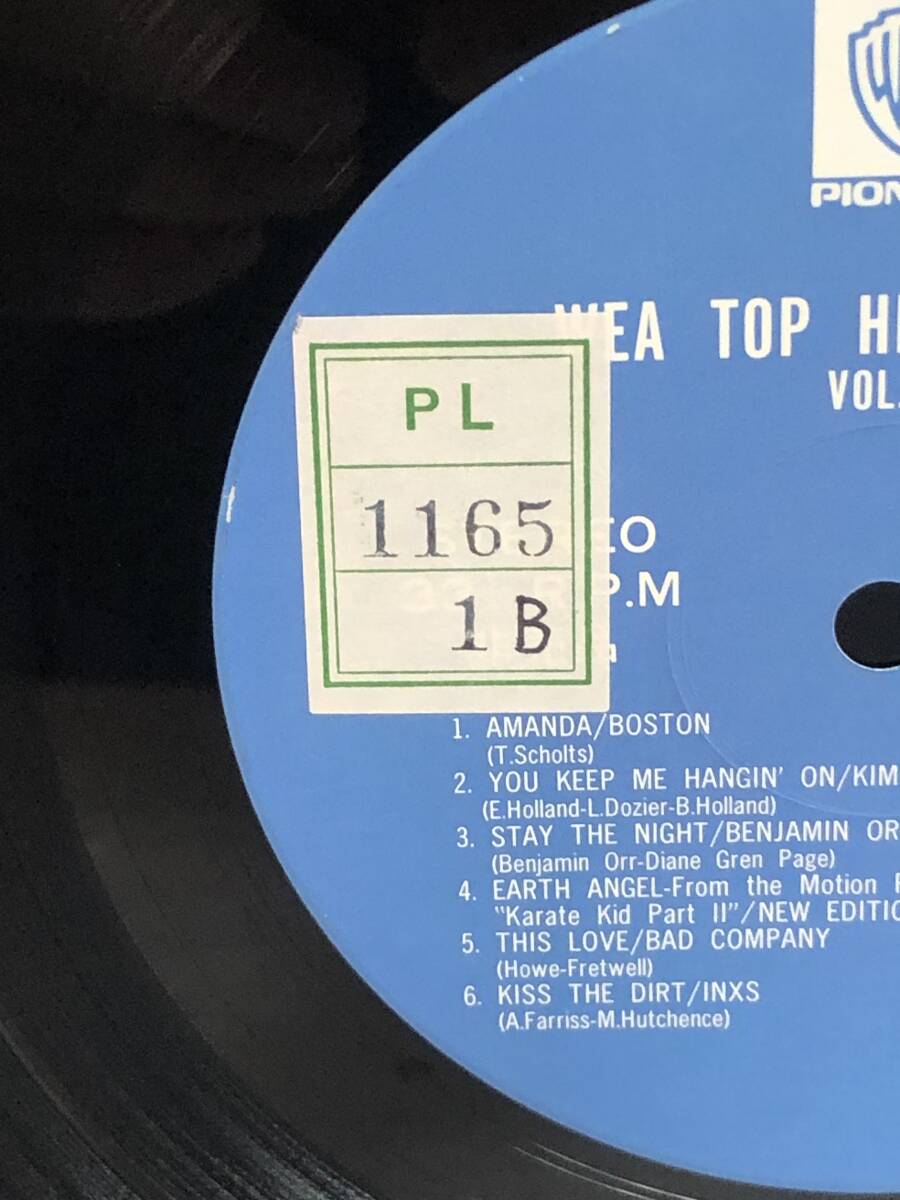 PION
WEA TOP HI
VOL.
PL
1165
1B
EO
R.P.M
1. AMANDA/BOSTON
(T.Scholts)
2. YOU KEEP ME HANGIN' ON/KIM
(E.Holland-L.Dozier-B.Holland)
3. STAY THE NIGHT/BENJAMIN OR
(Benjamin Orr-Diane Gren Page)
4. EARTH ANGEL-From the Motion
"Karate Kid Part II"/NEW EDITIO
5. THIS LOVE/BAD COMPANY
(Howe-Fretwell)
6. KISS THE DIRT/INXS
(A.Farriss-M.Hutchence)